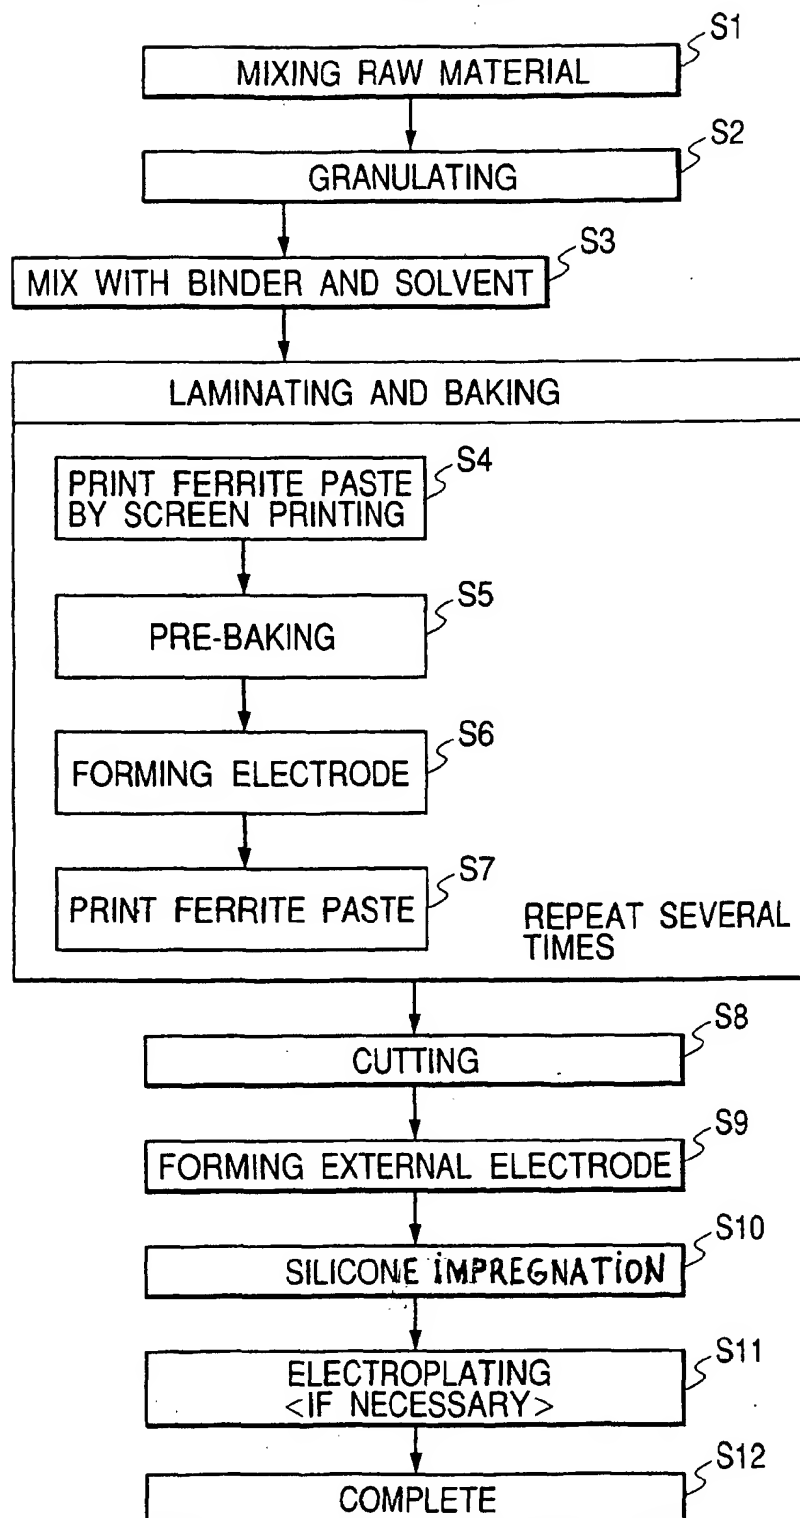 S1
MIXING RAW MATERIAL
S2
GRANULATING
S3
MIX WITH BINDER AND SOLVENT
LAMINATING AND BAKING
S4
PRINT FERRITE PASTE
BY SCREEN PRINTING
S5
PRE-BAKING
S6
FORMING ELECTRODE
S7
PRINT FERRITE PASTE
REPEAT SEVERAL
TIMES
S8
CUTTING
S9
FORMING EXTERNAL ELECTRODE
S10
SILICONE IMPREGNATION
S11
ELECTROPLATING
<IF NECESSARY>
S12
COMPLETE